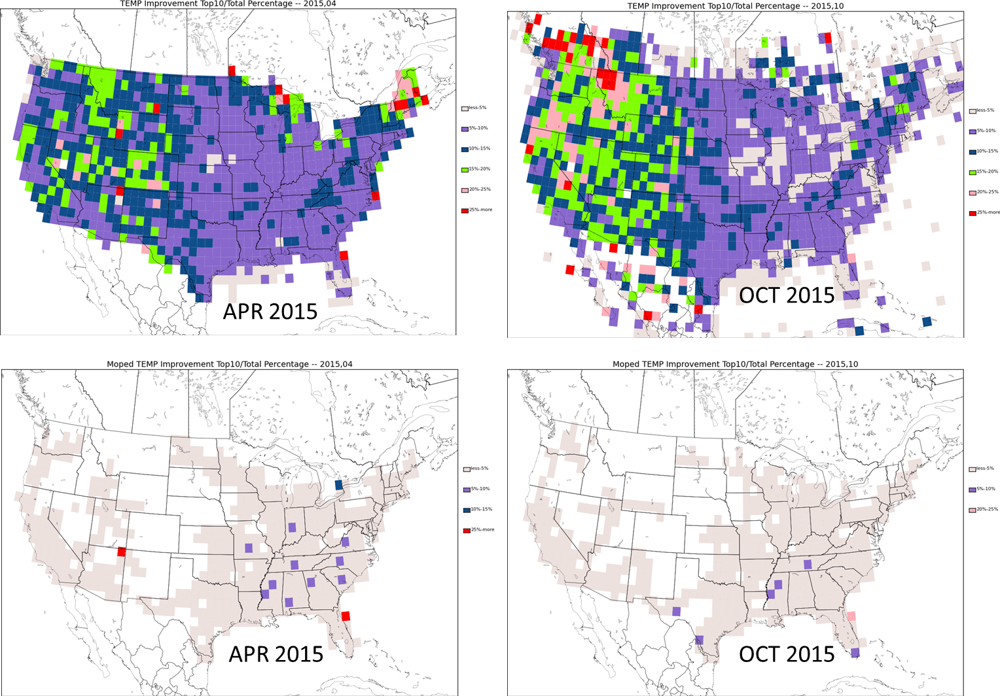 TEMP Improvement Top10/Total Percentage -- 2015,04
less-5%
5%-10%
10%-15%
15%-20%
20%-25%
25%-more
APR 2015
TEMP Improvement Top10/Total Percentage -- 2015,10
less-5%
5%-10%
10%-15%
15%-20%
20%-25%
25%-more
OCT 2015
Moped TEMP Improvement Top10/Total Percentage -- 2015,04
less-5%
5%-10%
10%-15%
25%-more
APR 2015
Moped TEMP Improvement Top10/Total Percentage -- 2015,10
less-5%
5%-10%
20%-25%
OCT 2015